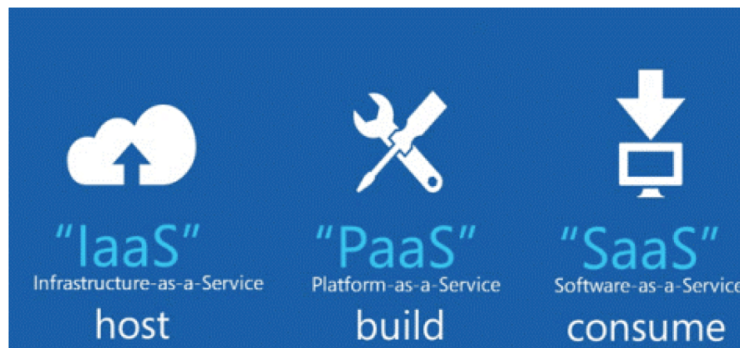 “IaaS”
Infrastructure-as-a-Service
host
“PaaS”
Platform-as-a-Service
build
“SaaS”
Software-as-a-Service
consume